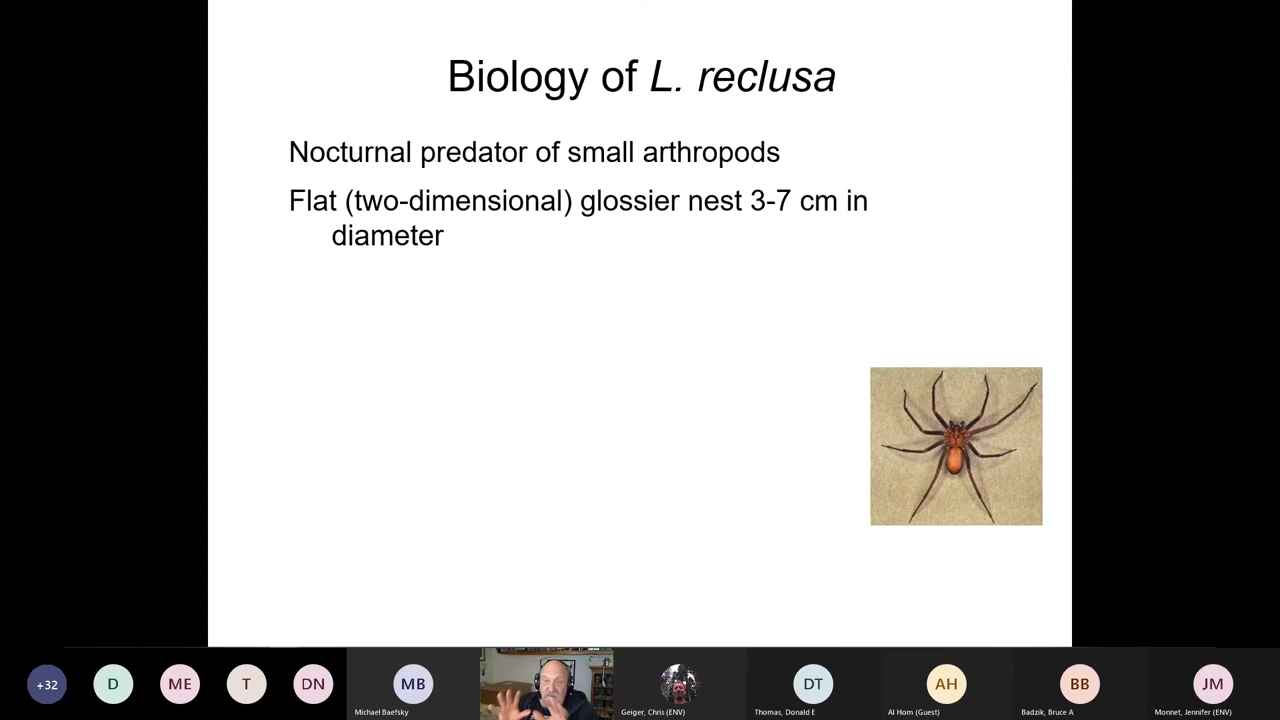 Biology of L. reclusa
Nocturnal predator of small arthropods
Flat (two-dimensional) glossier nest 3-7 cm in
diameter
+32
D
ME
T
DN
MB
DT
AH
BB
JM
Michael Baefsky
Geiger, Chris (ENV)
Thomas, Donald E
Al Hom (Guest)
Badzik, Bruce A
Monnet, Jennifer (ENV)